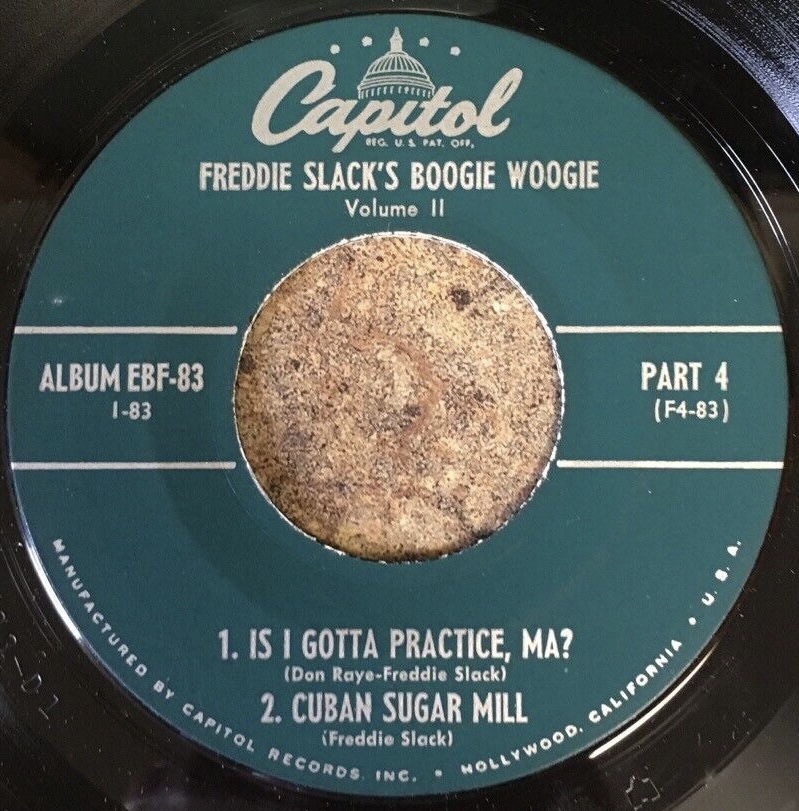 Capitol
REG. U.S. PAT. OFF.
FREDDIE SLACK'S BOOGIE WOOGIE
Volume II
ALBUM EBF-83
1-83
PART 4
(F4-83)
1. IS I GOTTA PRACTICE, MA?
(Don Raye-Freddie Slack)
2. CUBAN SUGAR MILL
(Freddie Slack)
MANUFACTURED BY CAPITOL RECORDS, INC. • HOLLYWOOD, CALIFORNIA • U.S.A.